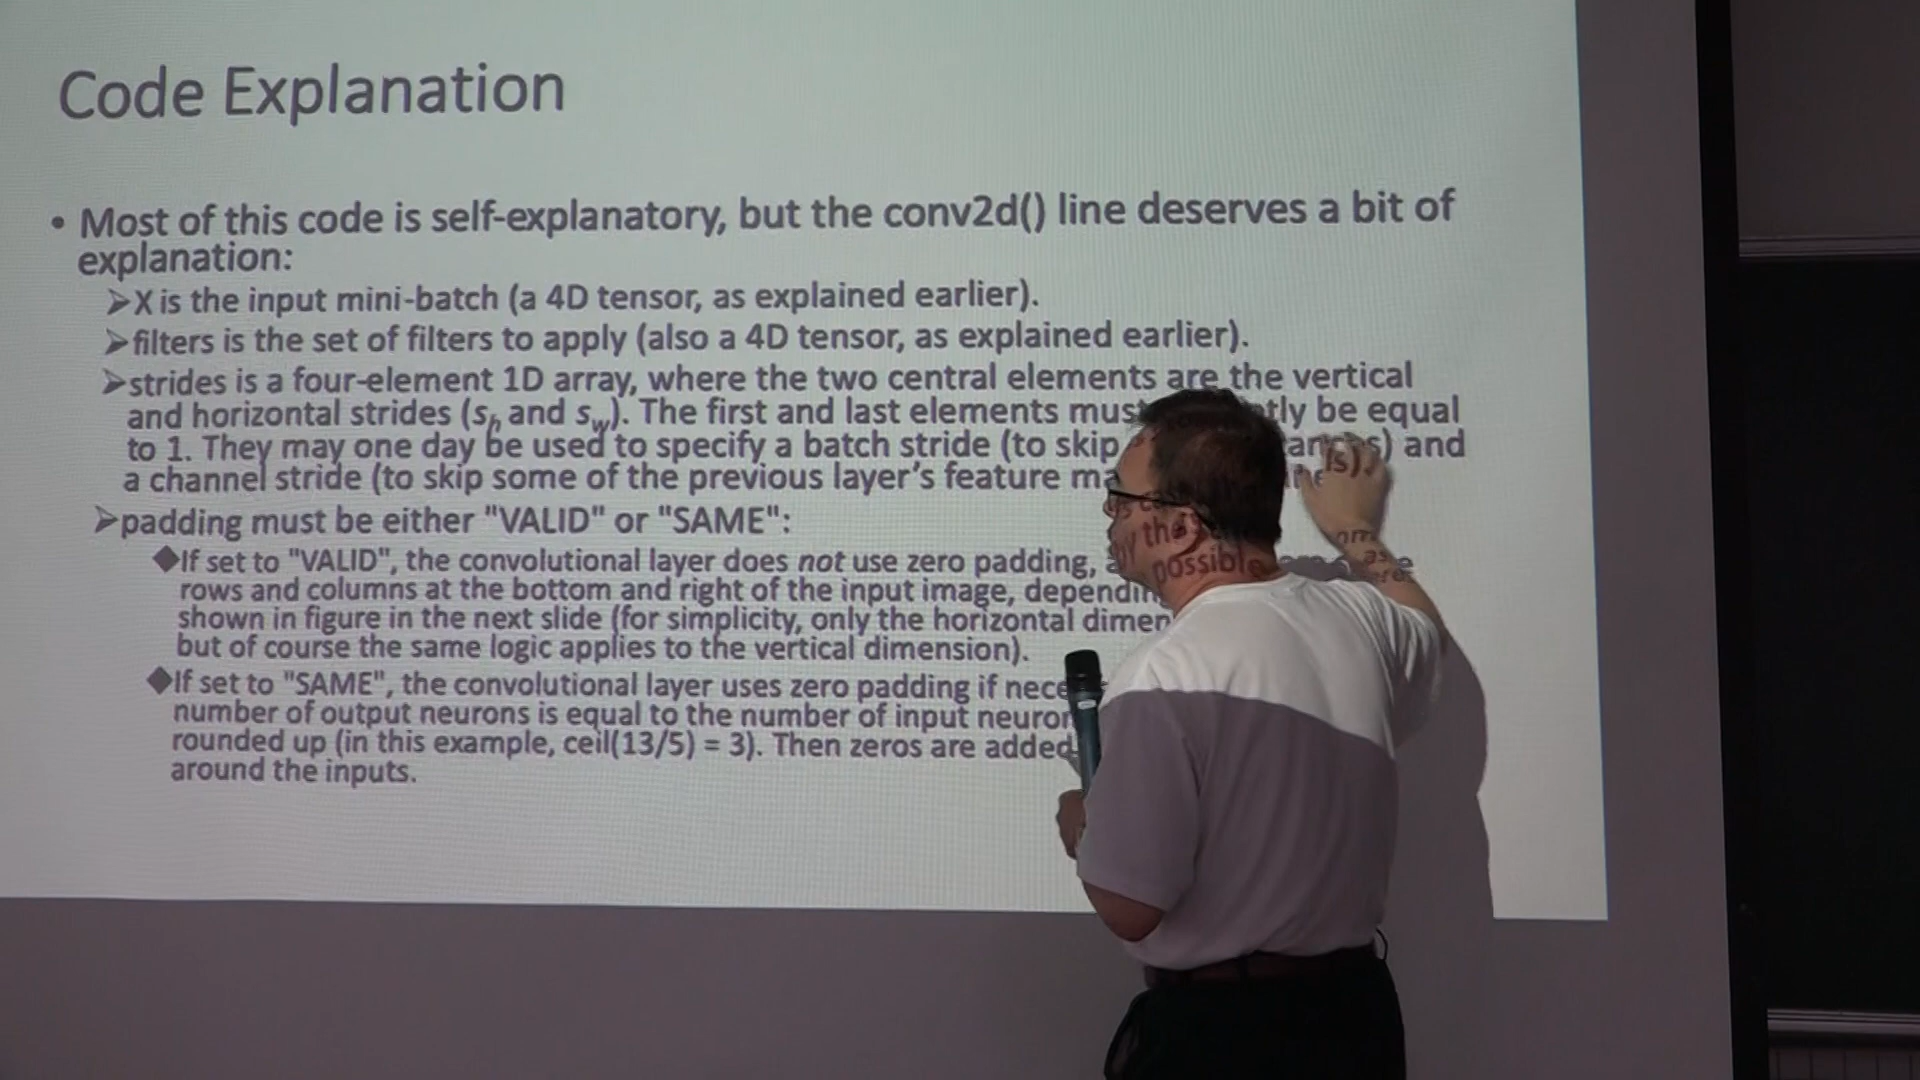 Code Explanation
• Most of this code is self-explanatory, but the conv2d() line deserves a bit of
explanation:
➢X is the input mini-batch (a 4D tensor, as explained earlier).
➢filters is the set of filters to apply (also a 4D tensor, as explained earlier).
➢strides is a four-element 1D array, where the two central elements are the vertical
and horizontal strides (sh and sw). The first and last elements must be equal
to 1. They may one day be used to specify a batch stride (to skip and
a channel stride (to skip some of the previous layer's feature
➢padding must be either "VALID" or "SAME":
◆If set to "VALID", the convolutional layer does not use zero padding, possible
rows and columns at the bottom and right of the input image,
shown in figure in the next slide (for simplicity, only the horizontal
but of course the same logic applies to the vertical dimension).
◆If set to "SAME", the convolutional layer uses zero padding if
number of output neurons is equal to the number of input
rounded up (in this example, ceil(13/5) = 3). Then zeros are added
around the inputs.